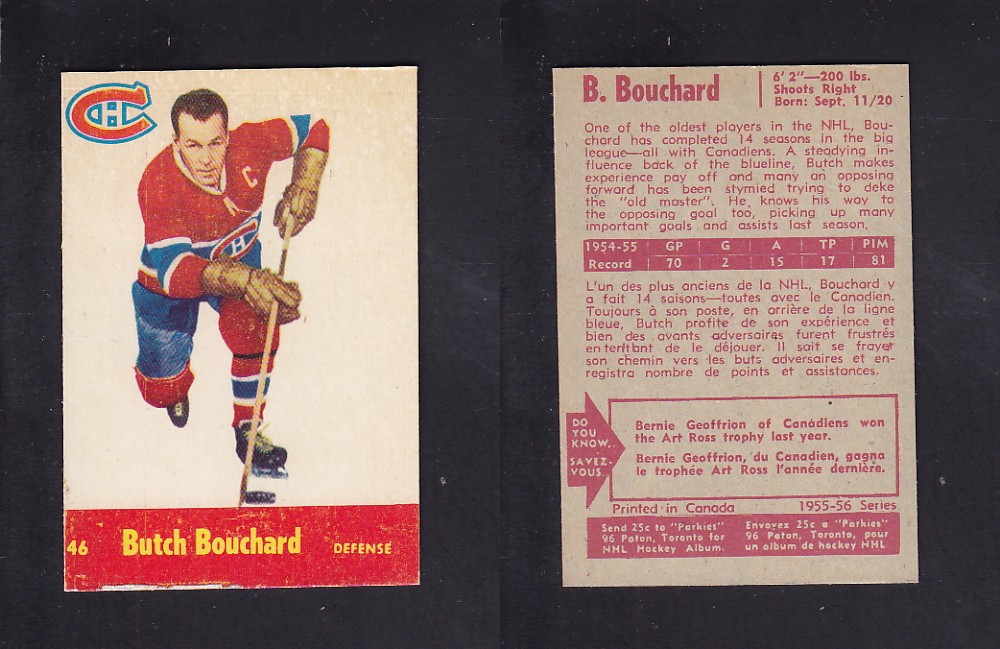 C
46 Butch Bouchard DEFENSE
B. Bouchard
6' 2"—200 lbs.
Shoots Right
Born: Sept. 11/20
One of the oldest players in the NHL, Bou-
chard has completed 14 seasons in the big
league—all with Canadiens. A steadying in-
fluence back of the blueline, Butch makes
experience pay off and many an opposing
forward has been stymied trying to deke
the "old master". He knows his way to
the opposing goal too, picking up many
important goals and assists last season.
1954-55 GP G A TP PIM
Record 70 2 15 17 81
L'un des plus anciens de la NHL, Bouchard y
a fait 14 saisons—toutes avec le Canadien.
Toujours à son poste, en arrière de la ligne
bleue, Butch profite de son expérience et
bien des avants adversaires furent frustrés
en tentant de le déjouer. Il sait se frayer
son chemin vers les buts adversaires et en-
registra nombre de points et assistances.
DO
YOU
KNOW...
SAVEZ-
VOUS.
Bernie Geoffrion of Canadiens won
the Art Ross trophy last year.
Bernie Geoffrion, du Canadien, gagna
le trophée Art Ross l'année dernière.
Printed in Canada 1955-56 Series
Send 25c to "Parkies"
96 Paton, Toronto for
NHL Hockey Album.
Envoyez 25c a "Parkies"
96 Paton, Toronto, pour
un album de hockey NHL